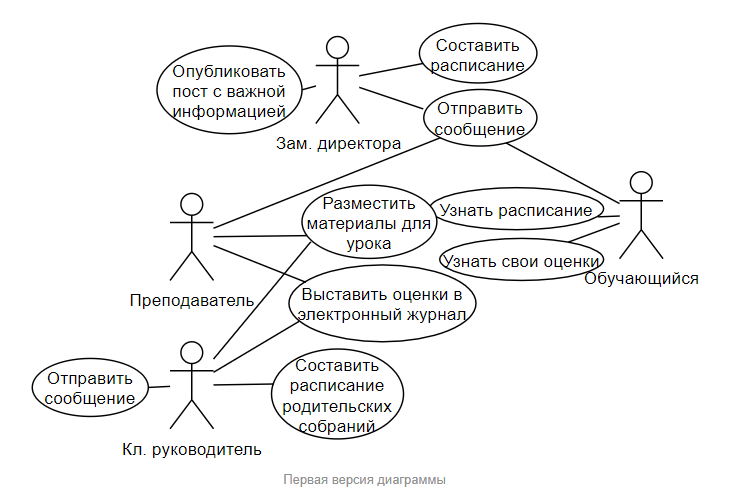 Составить
расписание
Опубликовать
пост с важной
информацией
Отправить
сообщение
Зам. директора
Разместить
материалы для
урока
Узнать расписание
Узнать свои оценки
Обучающийся
Преподаватель
Выставить оценки в
электронный журнал
Составить
расписание
родительских
собраний
Отправить
сообщение
Кл. руководитель
Первая версия диаграммы